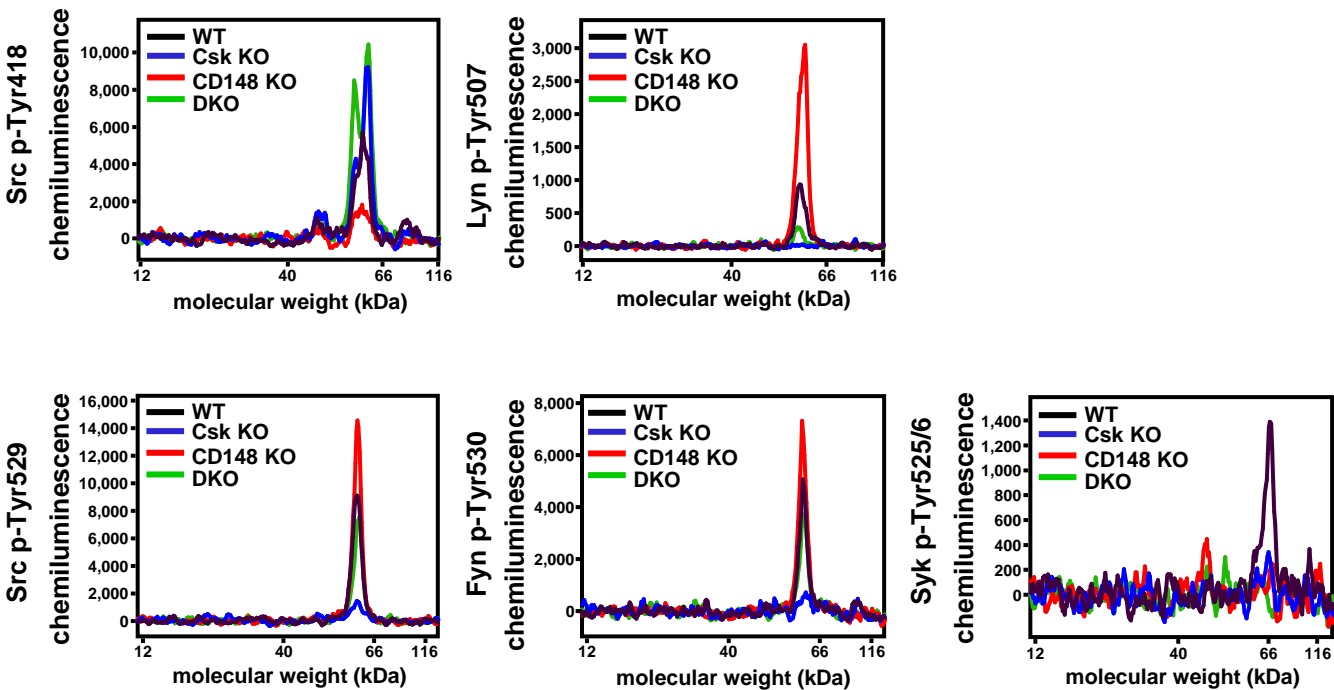 Src p-Tyr418
chemiluminescence
10,000
8,000
6,000
4,000
2,000
0
WT
Csk KO
CD148 KO
DKO
12
40
66
116
molecular weight (kDa)
Lyn p-Tyr507
chemiluminescence
3,000
2,500
2,000
1,500
1,000
500
0
WT
Csk KO
CD148 KO
DKO
12
40
66
116
molecular weight (kDa)
Src p-Tyr529
chemiluminescence
16,000
14,000
12,000
10,000
8,000
6,000
4,000
2,000
0
WT
Csk KO
CD148 KO
DKO
12
40
66
116
molecular weight (kDa)
Fyn p-Tyr530
chemiluminescence
8,000
6,000
4,000
2,000
0
WT
Csk KO
CD148 KO
DKO
12
40
66
116
molecular weight (kDa)
Syk p-Tyr525/6
chemiluminescence
1,400
1,200
1,000
800
600
400
200
0
WT
Csk KO
CD148 KO
DKO
12
40
66
116
molecular weight (kDa)